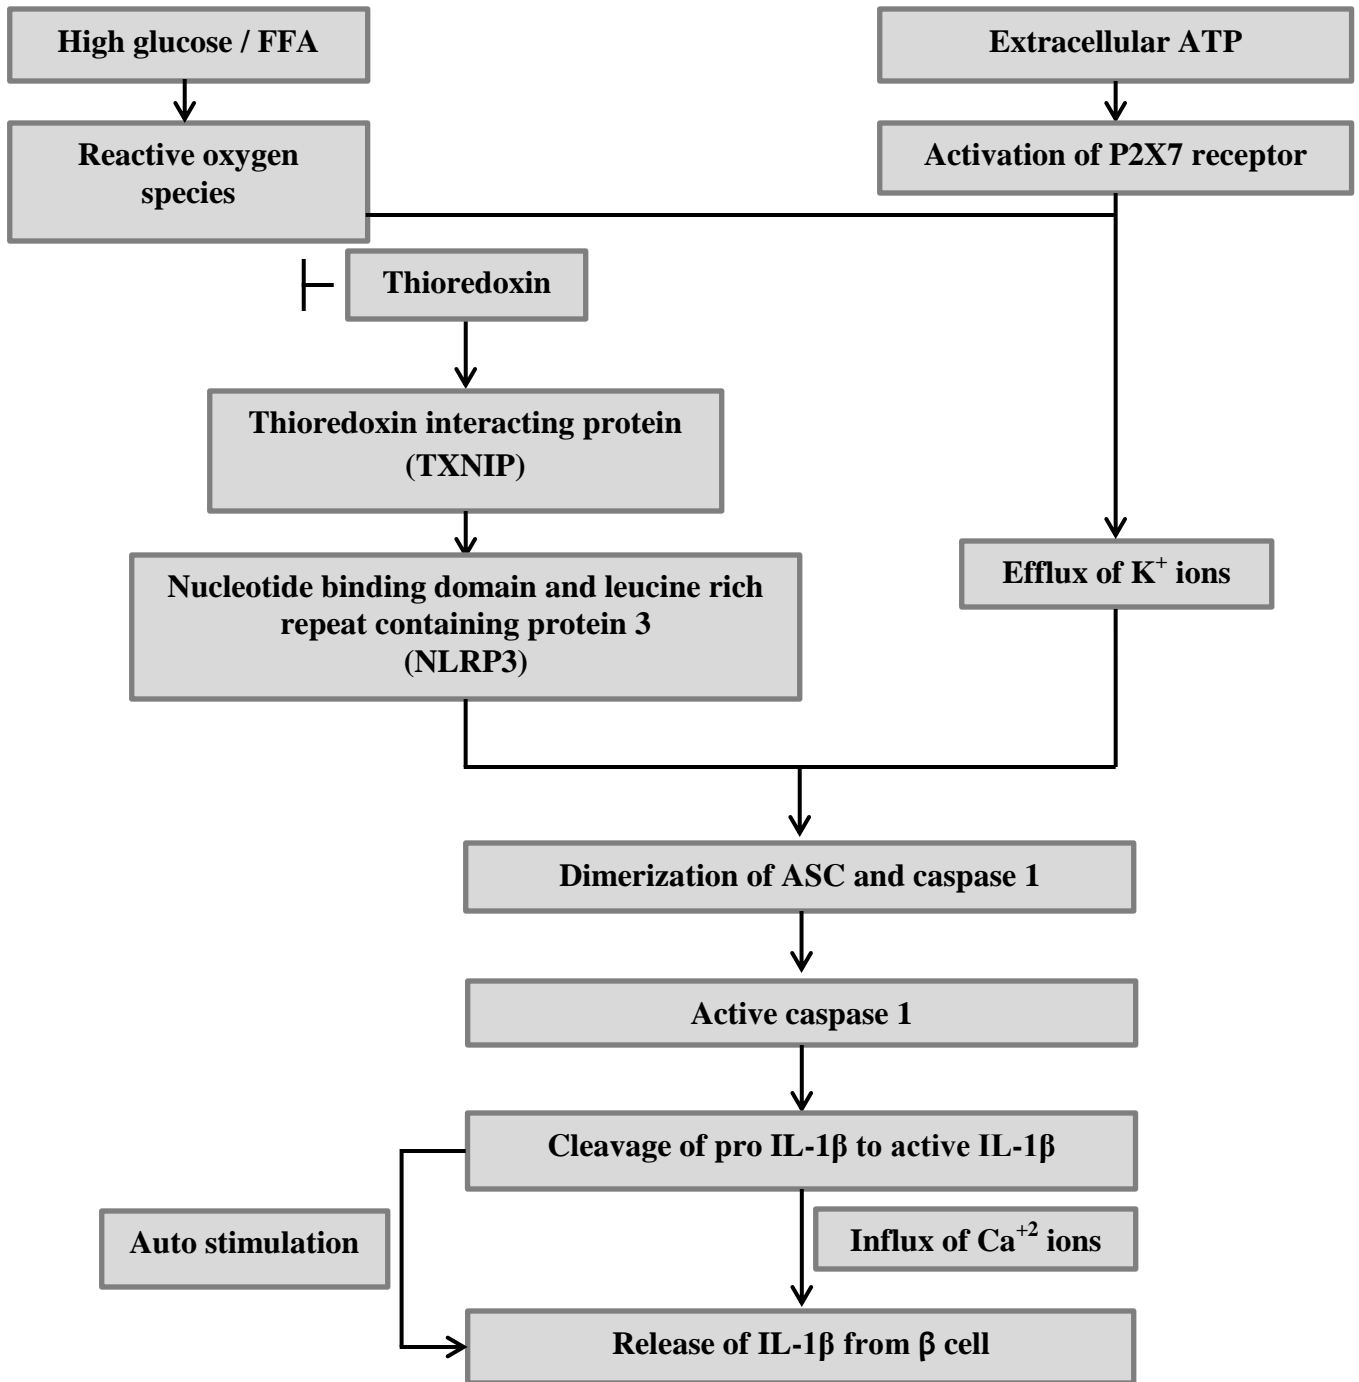 High glucose / FFA
Extracellular ATP
Reactive oxygen
species
Activation of P2X7 receptor
Thioredoxin
Thioredoxin interacting protein
(TXNIP)
Nucleotide binding domain and leucine rich
repeat containing protein 3
(NLRP3)
Efflux of K⁺ ions
Dimerization of ASC and caspase 1
Active caspase 1
Cleavage of pro IL-1β to active IL-1β
Auto stimulation
Influx of Ca⁺² ions
Release of IL-1β from β cell